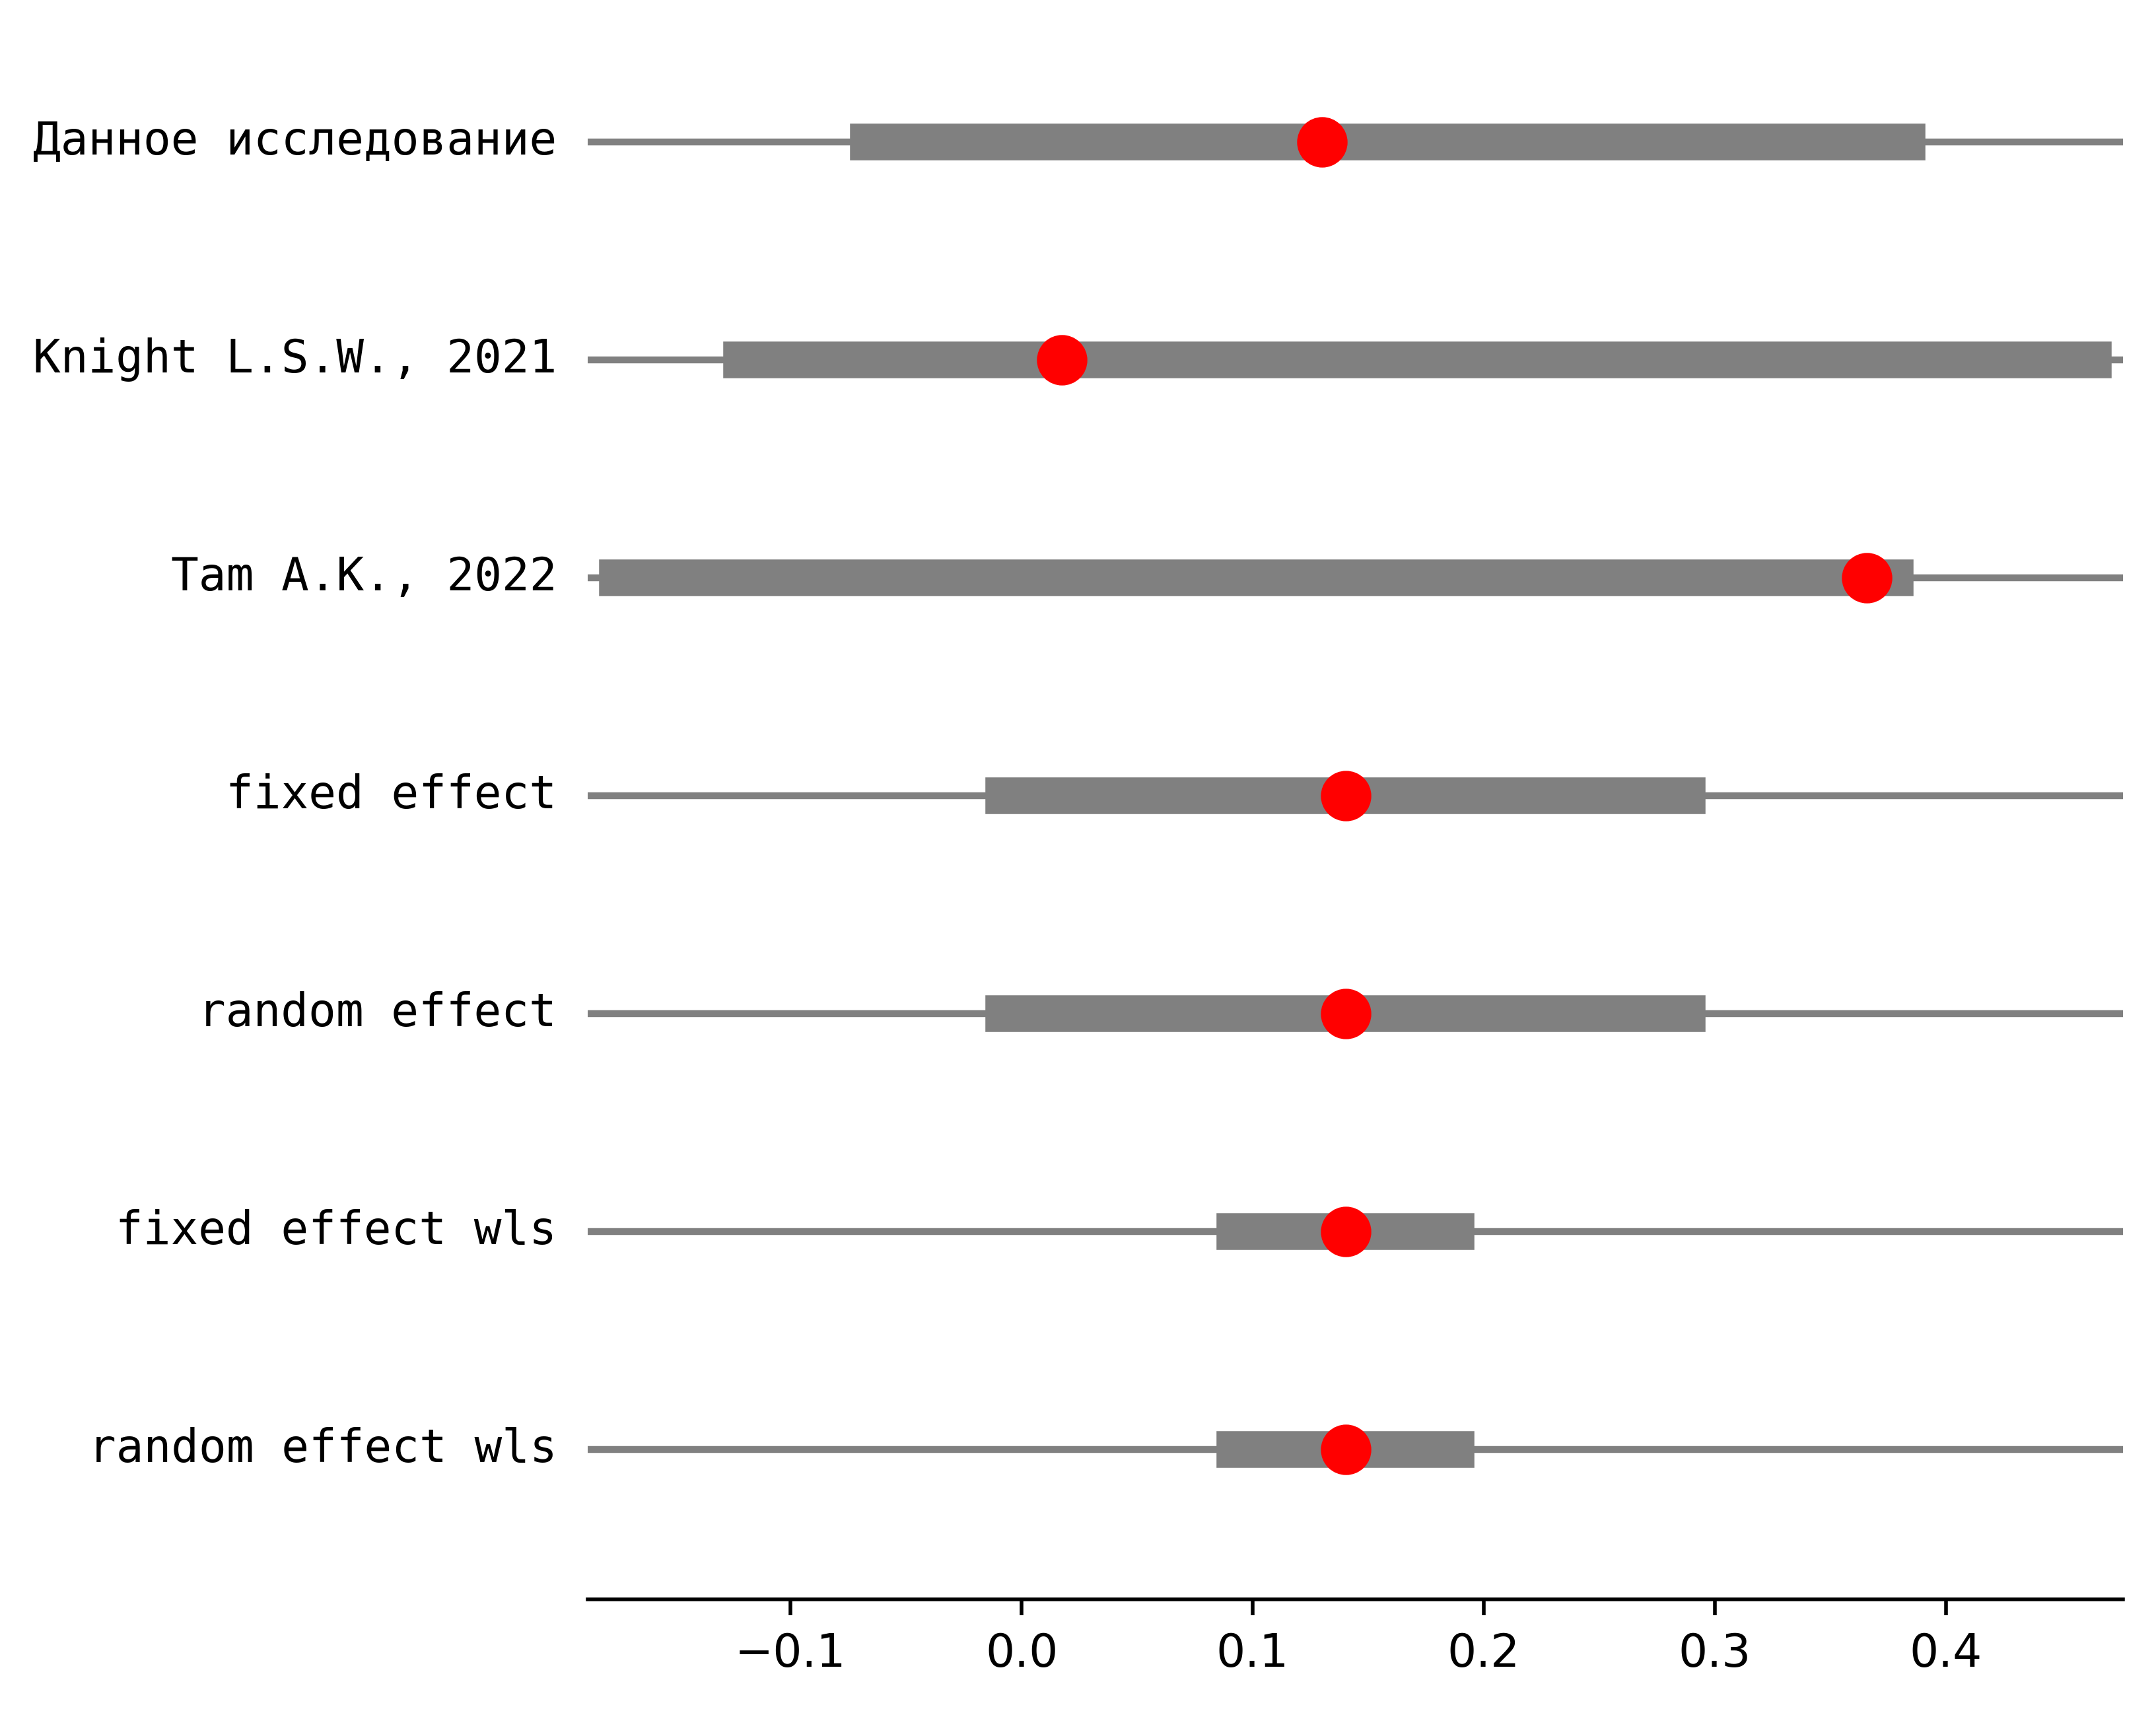 Данное исследование
Knight L.S.W., 2021
Tam A.K., 2022
fixed effect
random effect
fixed effect wls
random effect wls
−0.1 0.0 0.1 0.2 0.3 0.4